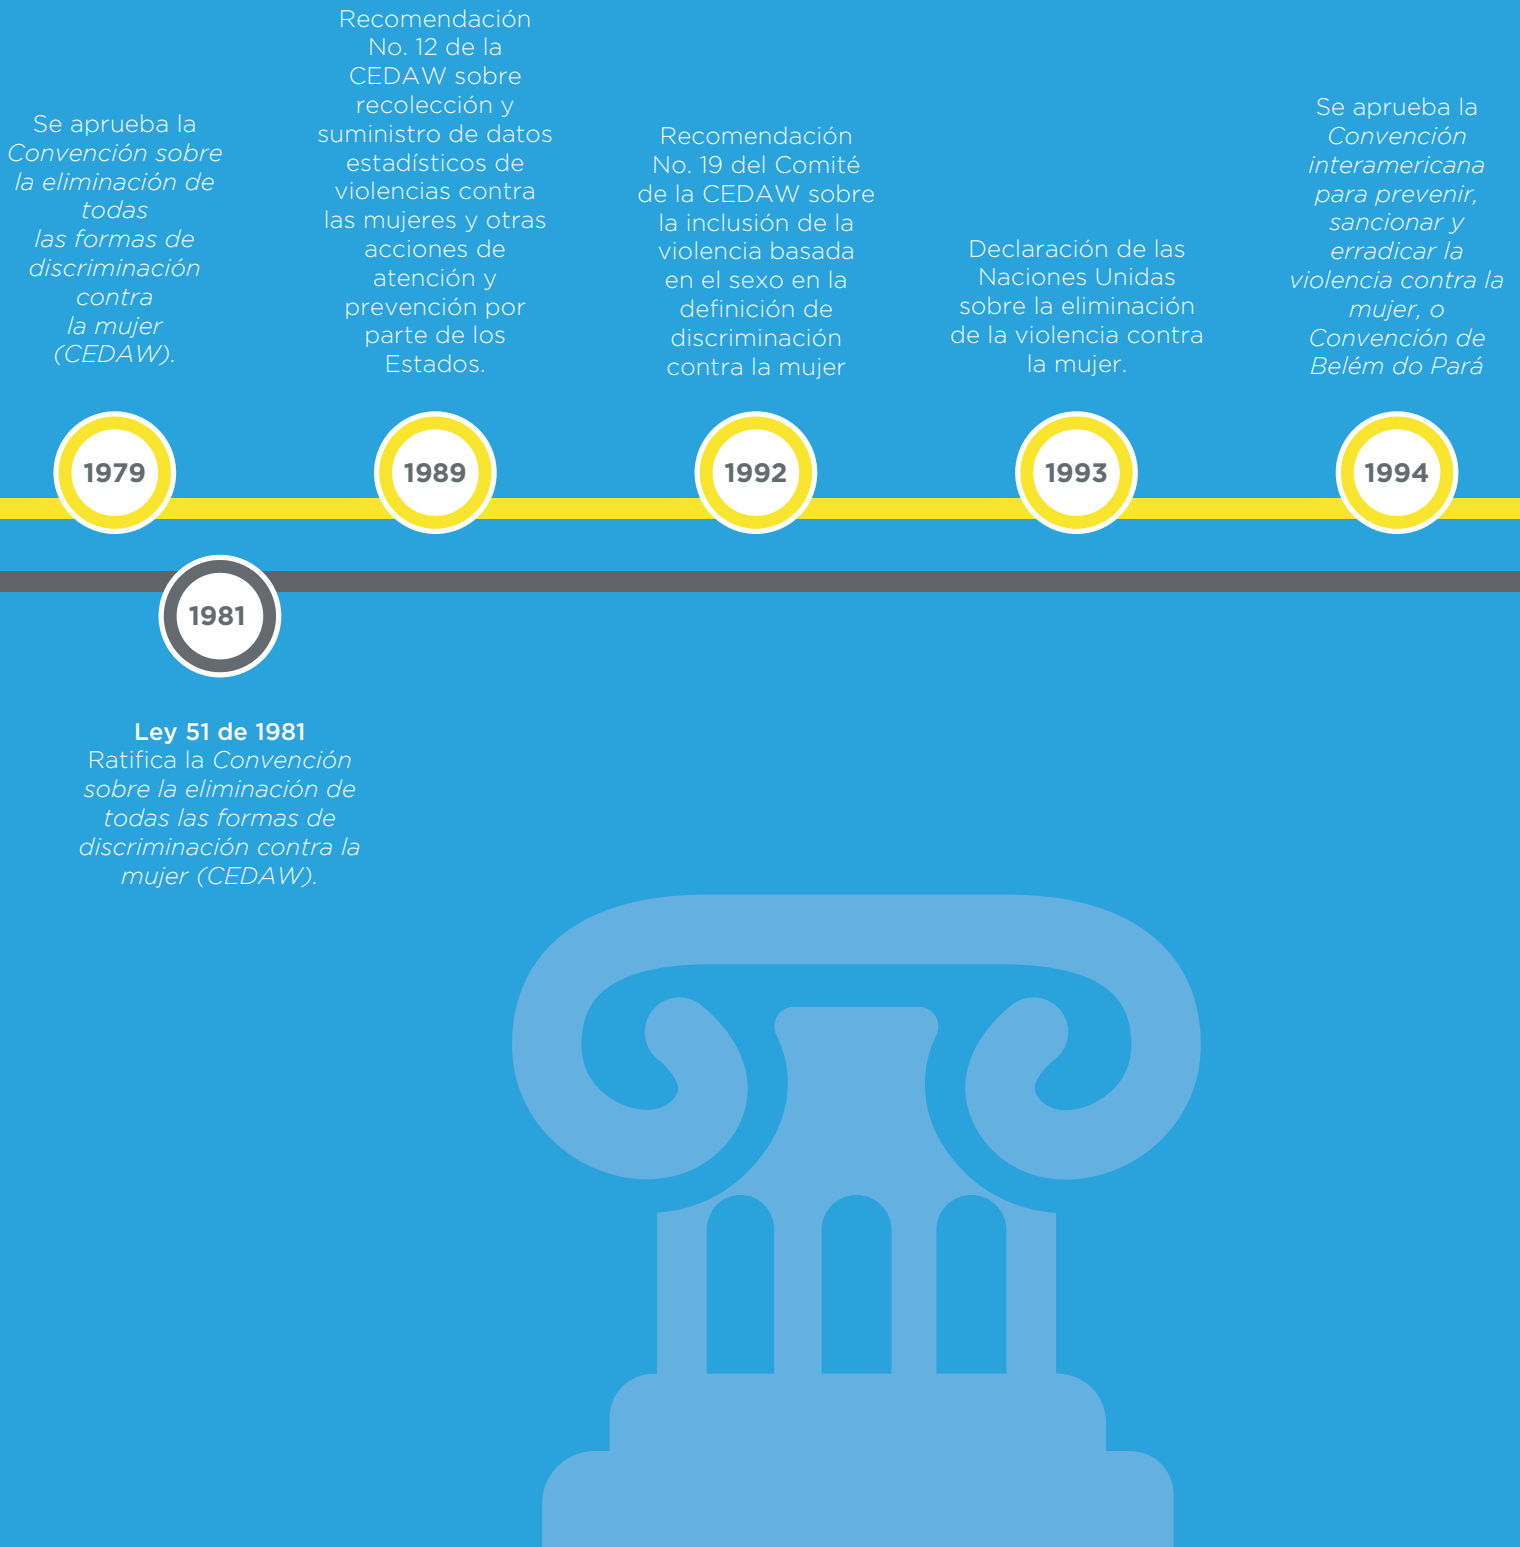 Se aprueba la
Convención sobre
la eliminación de
todas
las formas de
discriminación
contra
la mujer
(CEDAW).
Recomendación
No. 12 de la
CEDAW sobre
recolección y
suministro de datos
estadísticos de
violencias contra
las mujeres y otras
acciones de
atención y
prevención por
parte de los
Estados.
Recomendación
No. 19 del Comité
de la CEDAW sobre
la inclusión de la
violencia basada
en el sexo en la
definición de
discriminación
contra la mujer
Declaración de las
Naciones Unidas
sobre la eliminación
de la violencia contra
la mujer.
Se aprueba la
Convención
interamericana
para prevenir,
sancionar y
erradicar la
violencia contra la
mujer, o
Convención de
Belém do Pará
1979
1989
1992
1993
1994
1981
Ley 51 de 1981
Ratifica la Convención
sobre la eliminación de
todas las formas de
discriminación contra la
mujer (CEDAW).